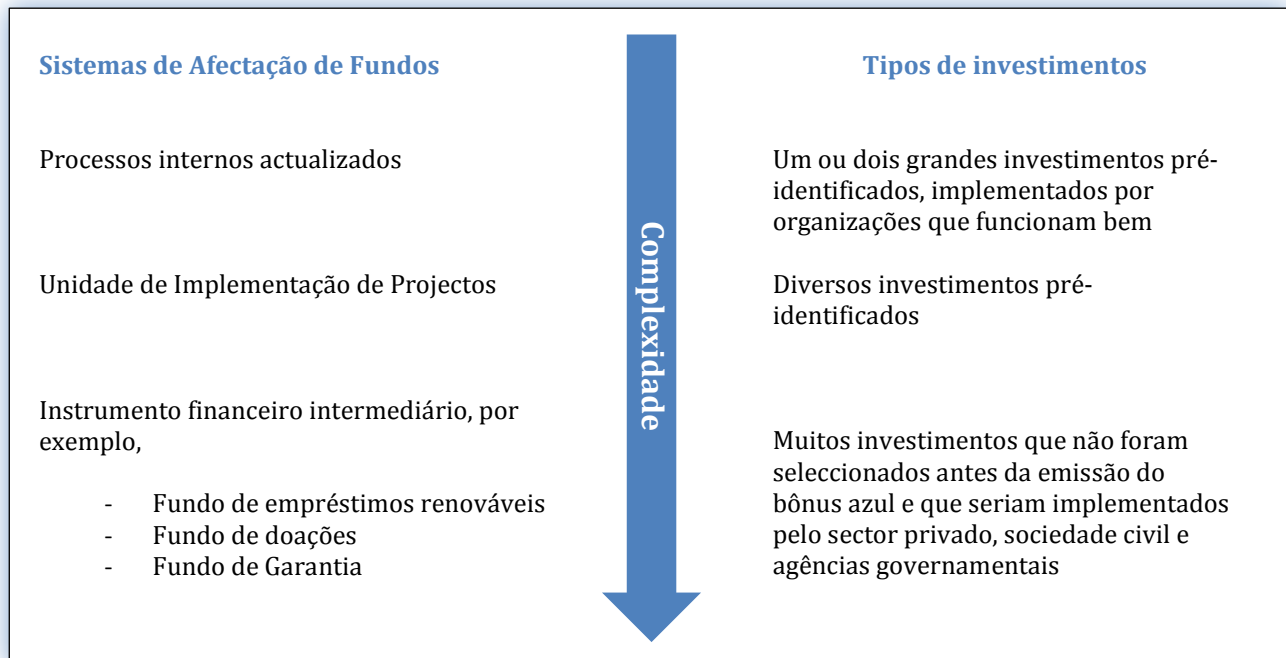 Sistemas de Afectação de Fundos
Processos internos actualizados
Unidade de Implementação de Projectos
Instrumento financeiro intermediário, por
exemplo,
- Fundo de empréstimos renováveis
- Fundo de doações
- Fundo de Garantia
Complexidade
Tipos de investimentos
Um ou dois grandes investimentos pré-
identificados, implementados por
organizações que funcionam bem
Diversos investimentos pré-
identificados
Muitos investimentos que não foram
seleccionados antes da emissão do
bônus azul e que seriam implementados
pelo sector privado, sociedade civil e
agências governamentais